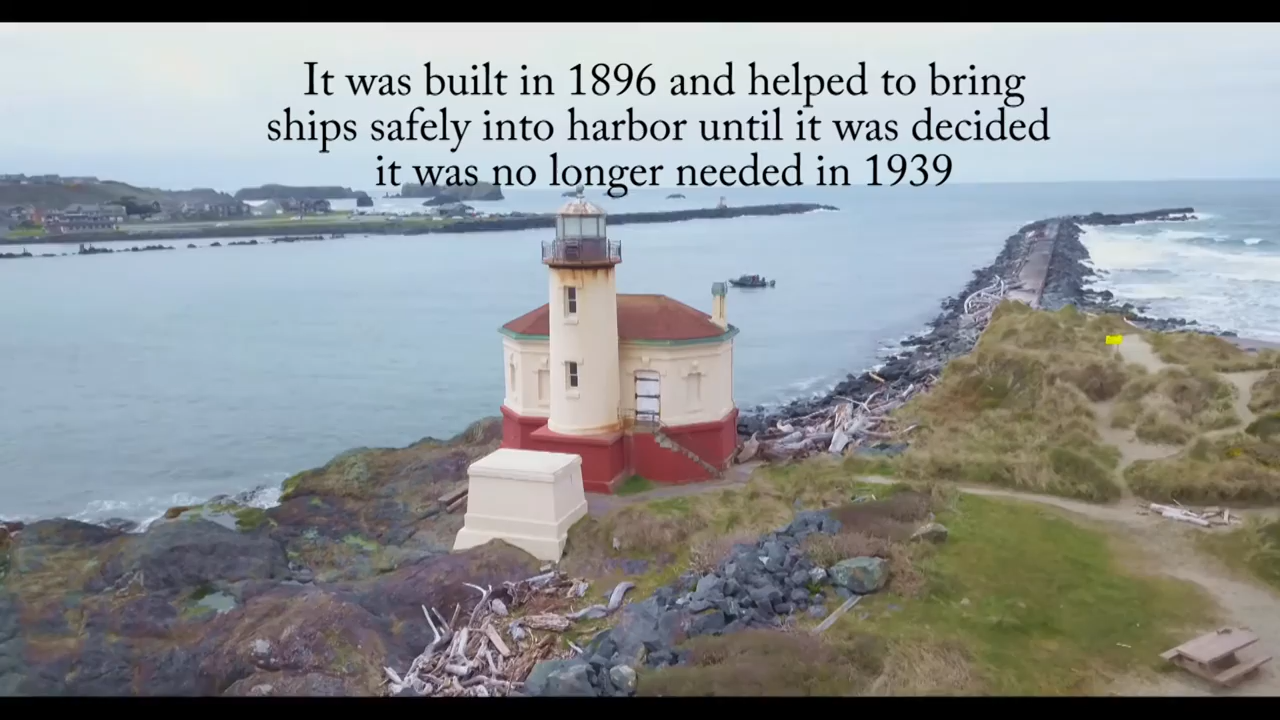 It was built in 1896 and helped to bring
ships safely into harbor until it was decided
it was no longer needed in 1939